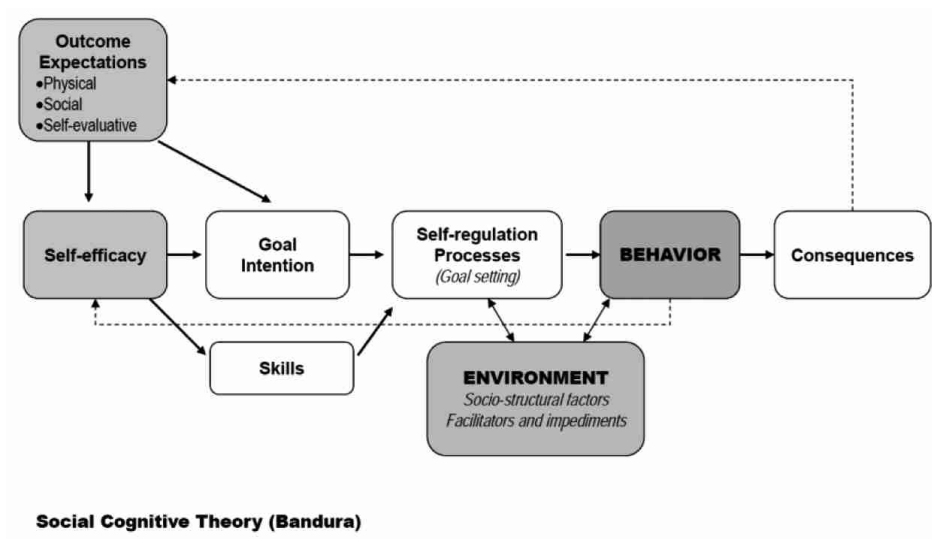 Outcome
Expectations
•Physical
•Social
•Self-evaluative
Self-efficacy
Goal
Intention
Self-regulation
Processes
(Goal setting)
BEHAVIOR
Consequences
Skills
ENVIRONMENT
Socio-structural factors
Facilitators and impediments
Social Cognitive Theory (Bandura)